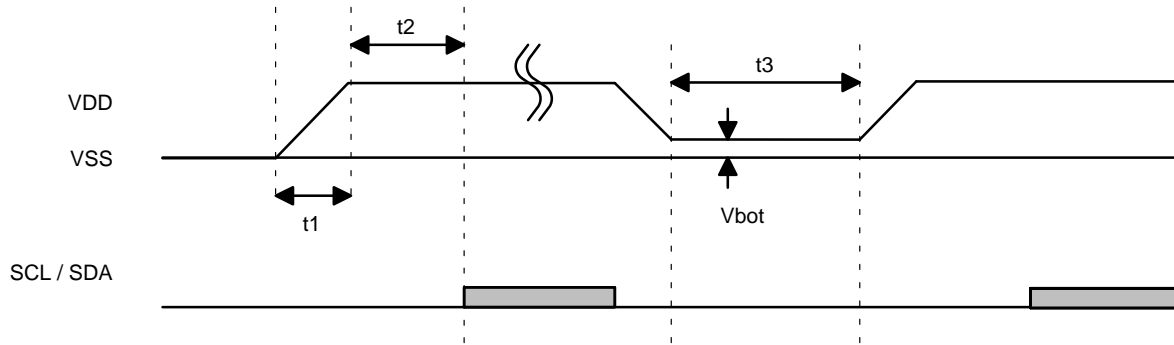 t2
t3
VDD
VSS
t1
Vbot
SCL / SDA